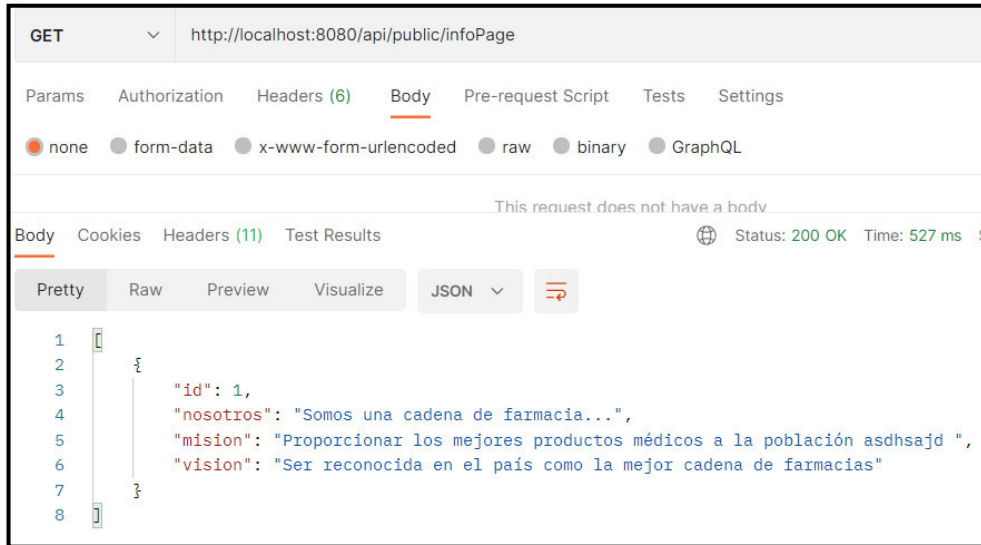 GET http://localhost:8080/api/public/infoPage
Params Authorization Headers (6) Body Pre-request Script Tests Settings
none form-data x-www-form-urlencoded raw binary GraphQL
This request does not have a body
Body Cookies Headers (11) Test Results Status: 200 OK Time: 527 ms
Pretty Raw Preview Visualize JSON
1 [
2 {
3 "id": 1,
4 "nosotros": "Somos una cadena de farmacia...",
5 "mision": "Proporcionar los mejores productos médicos a la población asdhsajd ",
6 "vision": "Ser reconocida en el país como la mejor cadena de farmacias"
7 }
8 ]